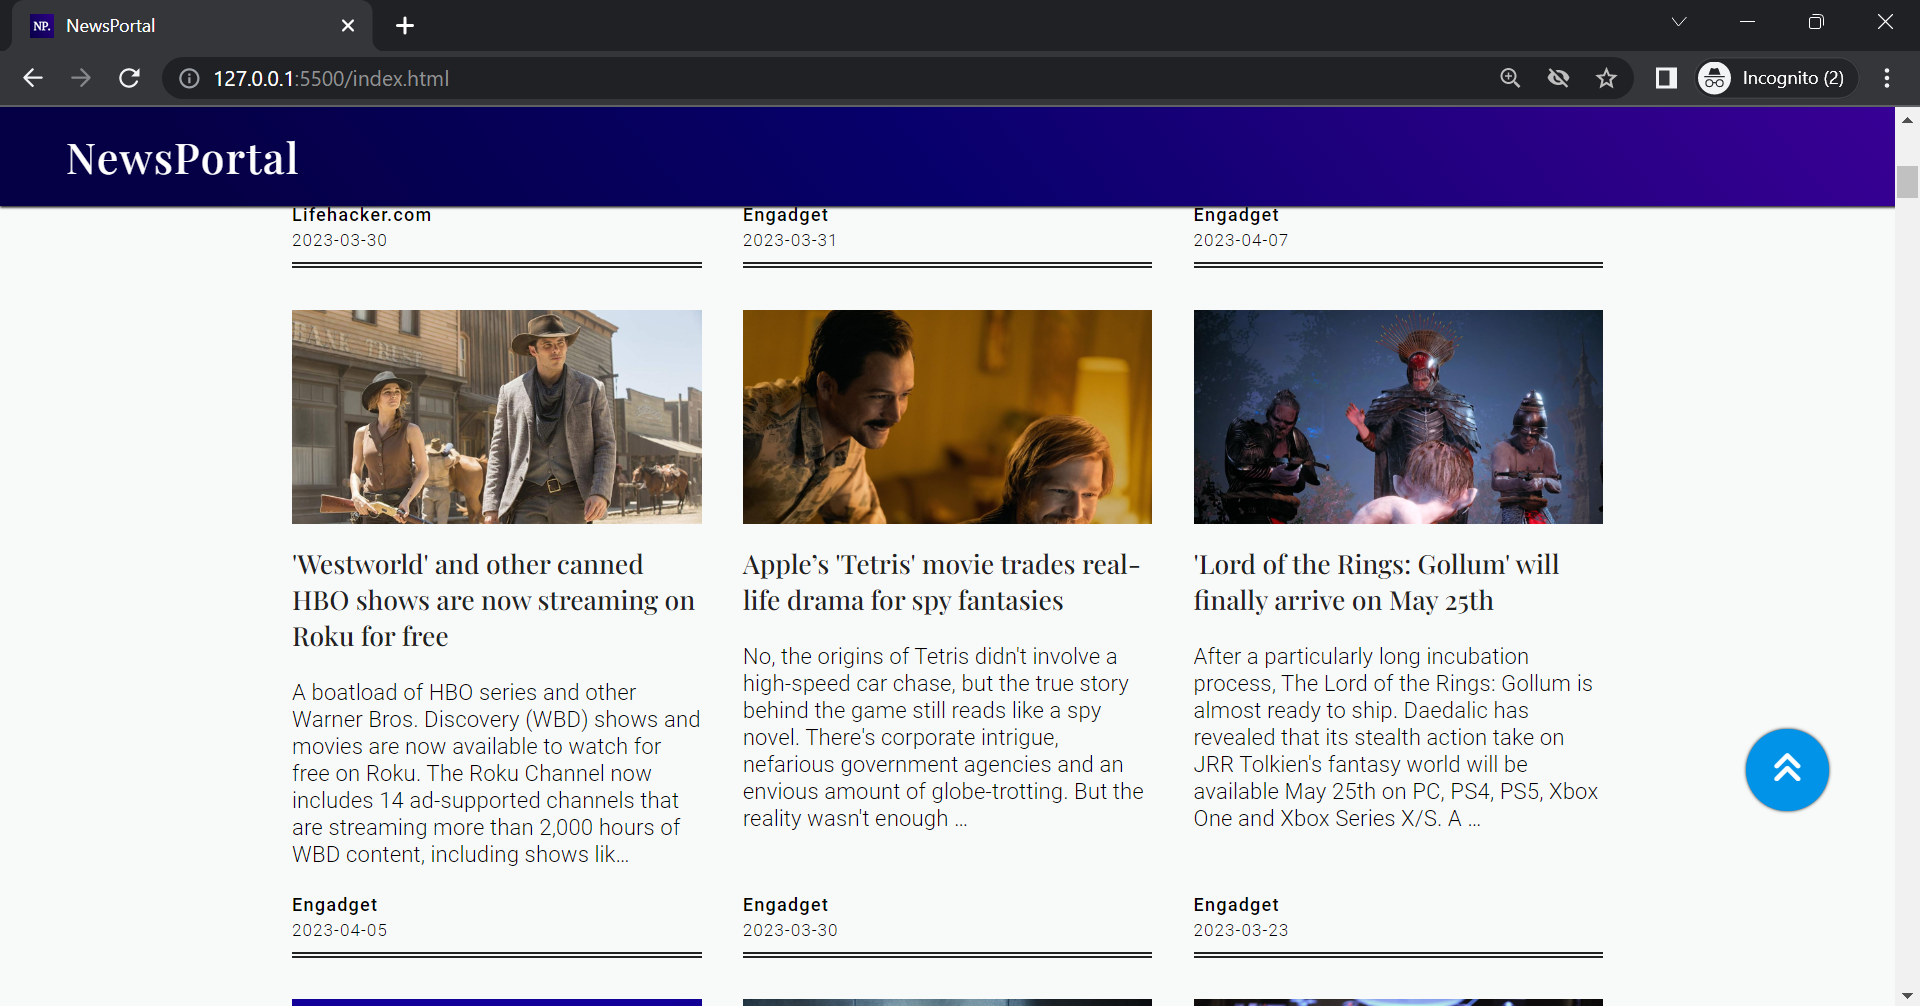 NP.
NewsPortal
127.0.0.1:5500/index.html
Incognito (2)
NewsPortal
Lifehacker.com
2023-03-30
Engadget
2023-03-31
Engadget
2023-04-07
'Westworld' and other canned
HBO shows are now streaming on
Roku for free
A boatload of HBO series and other
Warner Bros. Discovery (WBD) shows and
movies are now available to watch for
free on Roku. The Roku Channel now
includes 14 ad-supported channels that
are streaming more than 2,000 hours of
WBD content, including shows lik...
Engadget
2023-04-05
Apple’s 'Tetris' movie trades real-
life drama for spy fantasies
No, the origins of Tetris didn't involve a
high-speed car chase, but the true story
behind the game still reads like a spy
novel. There's corporate intrigue,
nefarious government agencies and an
envious amount of globe-trotting. But the
reality wasn't enough ...
Engadget
2023-03-30
'Lord of the Rings: Gollum' will
finally arrive on May 25th
After a particularly long incubation
process, The Lord of the Rings: Gollum is
almost ready to ship. Daedalic has
revealed that its stealth action take on
JRR Tolkien's fantasy world will be
available May 25th on PC, PS4, PS5, Xbox
One and Xbox Series X/S. A ...
Engadget
2023-03-23